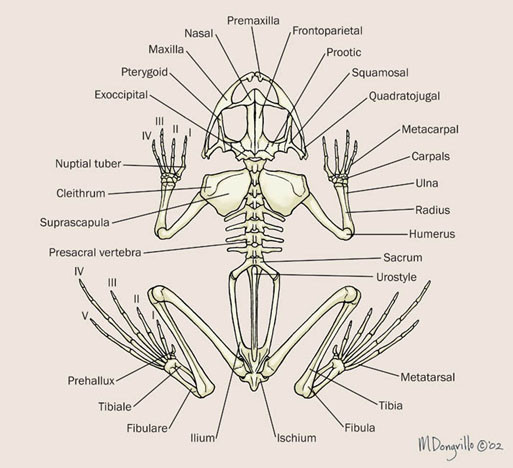 Premaxilla
Nasal
Frontoparietal
Maxilla
Prootic
Pterygoid
Squamosal
Exoccipital
Quadratojugal
III
IV
II
I
Metacarpal
Carpals
Nuptial tuber
Ulna
Cleithrum
Radius
Suprascapula
Humerus
Presacral vertebra
Sacrum
Urostyle
IV
III
II
V
I
Prehallux
Metatarsal
Tibiale
Tibia
Fibulare
Fibula
Ilium
Ischium
MDongvillo ©'02